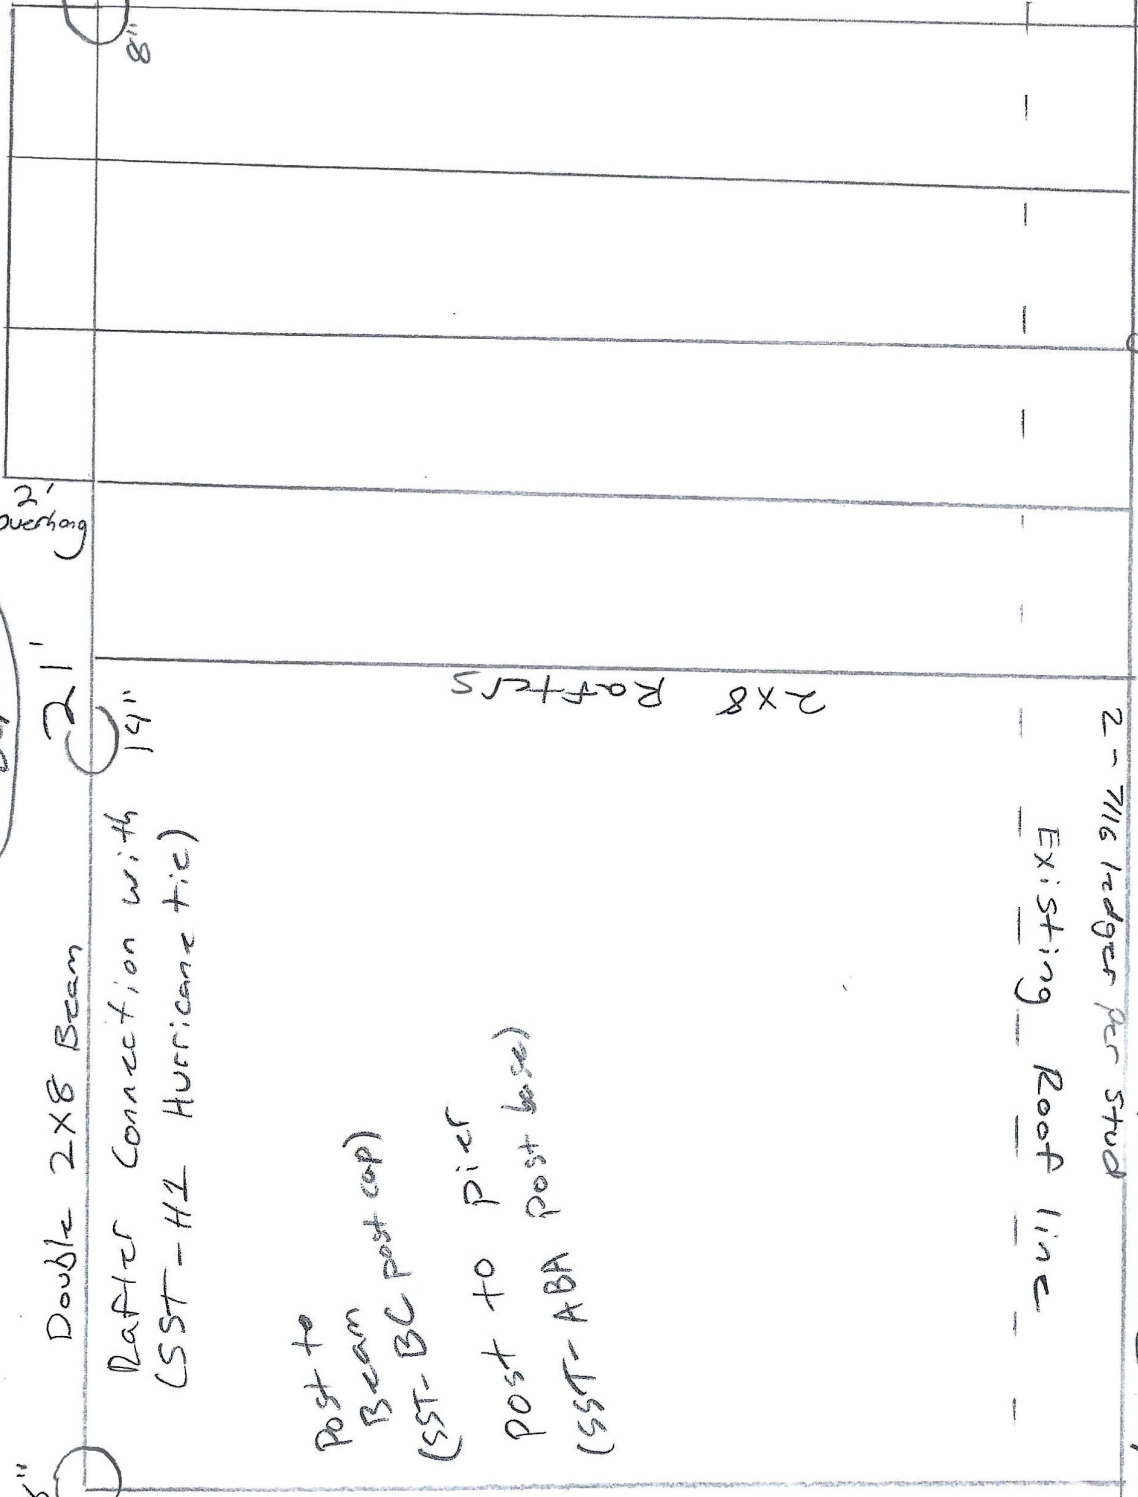 8"
2'
overhang
21'
19"
Double 2x8 Beam
Rafter Connection with
(SST-H1 Hurricane tie)
Post to
Beam
(SST-BC post cap)
post to pier
(SST-ABA post base)
2x8 Rafters
Existing Roof line
2 - 7/16 ledger per stud